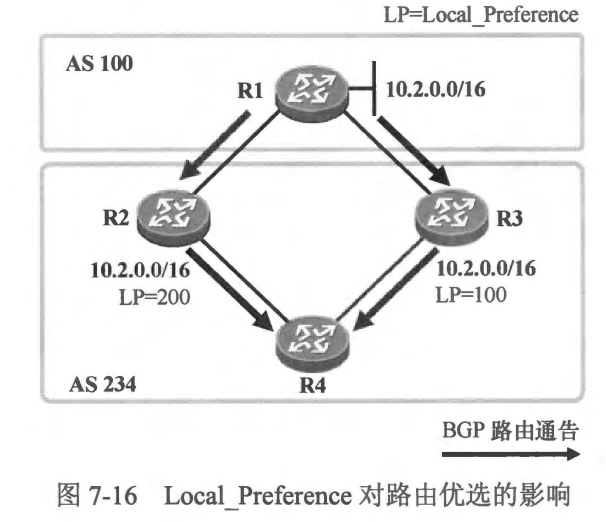 LP=Local_Preference
AS 100
R1
10.2.0.0/16
R2
R3
10.2.0.0/16
LP=200
10.2.0.0/16
LP=100
AS 234
R4
BGP 路由通告
图 7-16 Local_Preference 对路由优选的影响